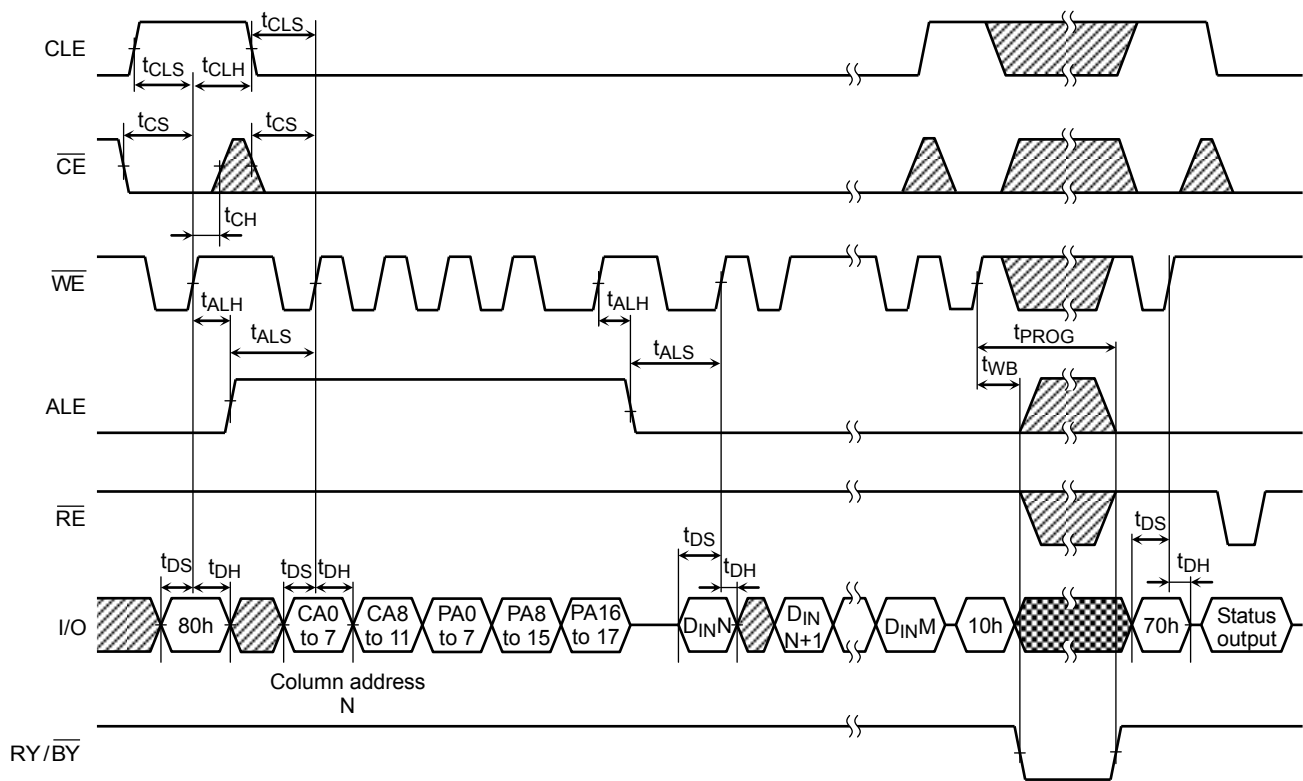 CLE
tCLS
tCLS
tCLH
CE
tCS
tCS
tCH
WE
tALH
tALH
tALS
tALS
tPROG
tWB
ALE
RE
tDS
tDH
tDS
tDH
tDS
tDH
tDS
tDH
I/O
80h
CA0
to 7
CA8
to 11
PA0
to 7
PA8
to 15
PA16
to 17
DINN
DIN
N+1
DINM
10h
70h
Status
output
Column address
N
RY/BY